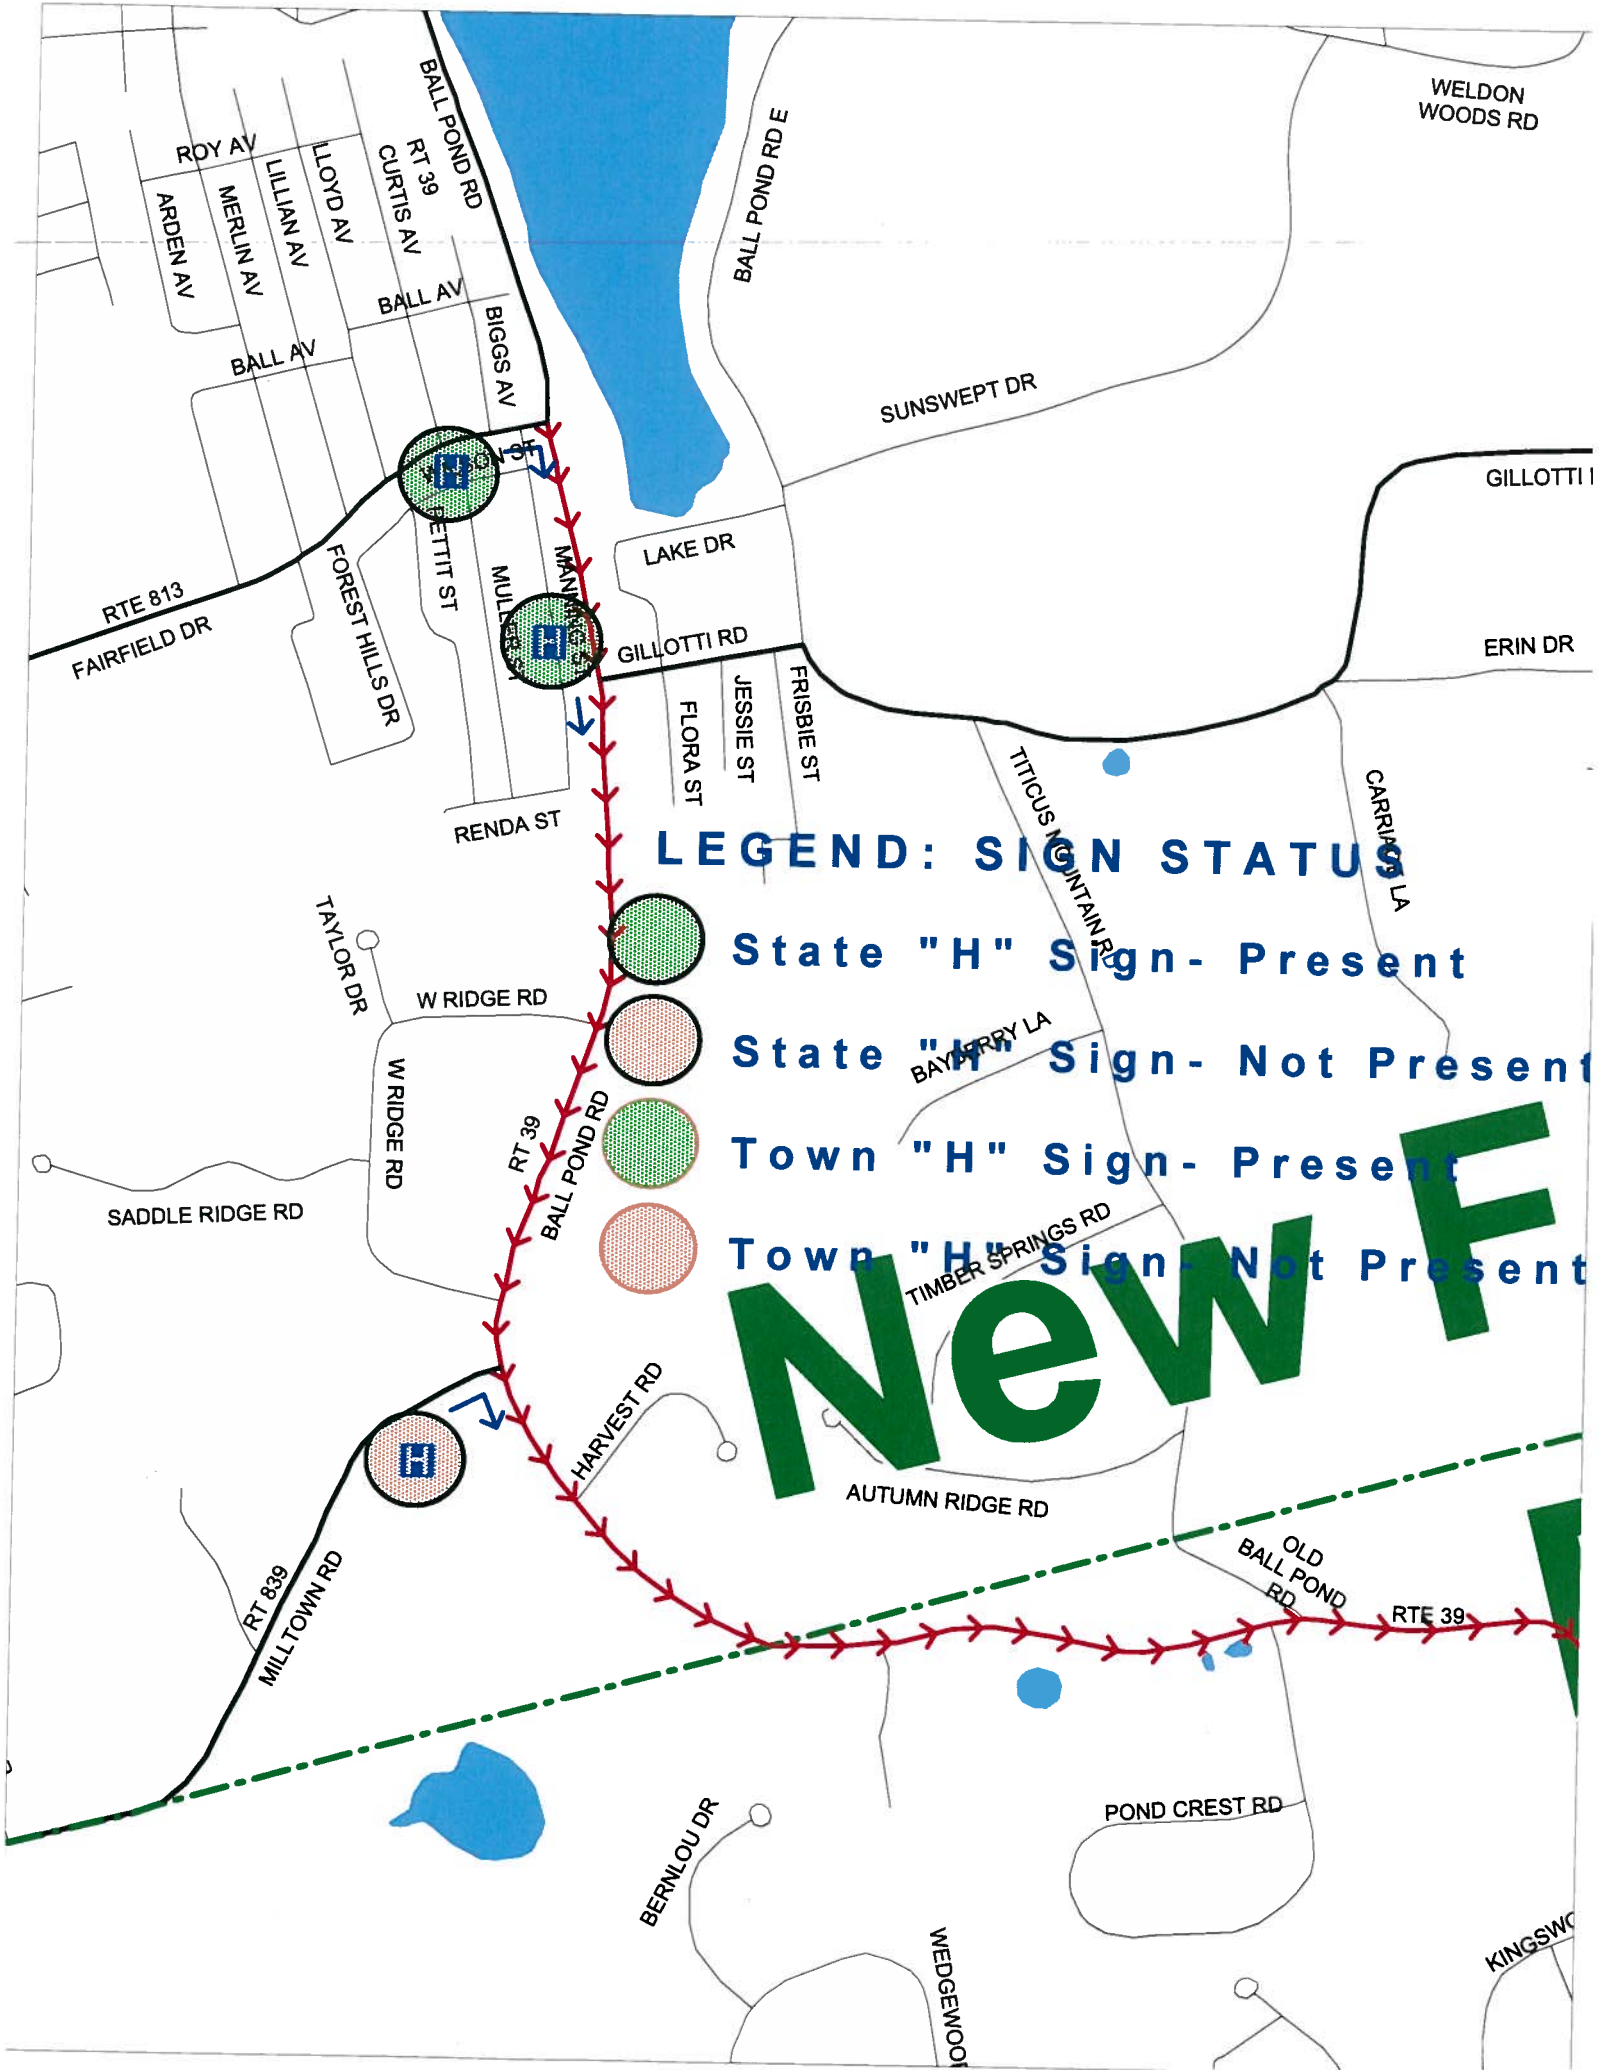 BALL POND RD
RT 39
BALL POND RD E
WELDON
WOODS RD
ROY AV
ARDEN AV
MERLIN AV
LILLIAN AV
LLOYD AV
CURTIS AV
BALL AV
BALL AV
BIGGS AV
SUNSWEPT DR
GILLOTTI
RTE 813
FAIRFIELD DR
H
FOREST HILLS DR
PETTIT ST
MULLER ST
MANNING ST
H
LAKE DR
GILLOTTI RD
FLORA ST
JESSIE ST
FRISBIE ST
ERIN DR
TITICUS MOUNTAIN RD
CARRIAGE LA
RENDA ST
LEGEND: SIGN STATUS
State "H" Sign- Present
State "H" Sign- Not Present
Town "H" Sign- Present
Town "H" Sign- Not Present
TAYLOR DR
W RIDGE RD
W RIDGE RD
SADDLE RIDGE RD
RT 39
BALL POND RD
BAYBERRY LA
TIMBER SPRINGS RD
New F
HARVEST RD
H
AUTUMN RIDGE RD
RT 839
MILLTOWN RD
OLD
BALL POND
RD
RTE 39
BERNLOU DR
POND CREST RD
WEDGEWOO
KINGSWO